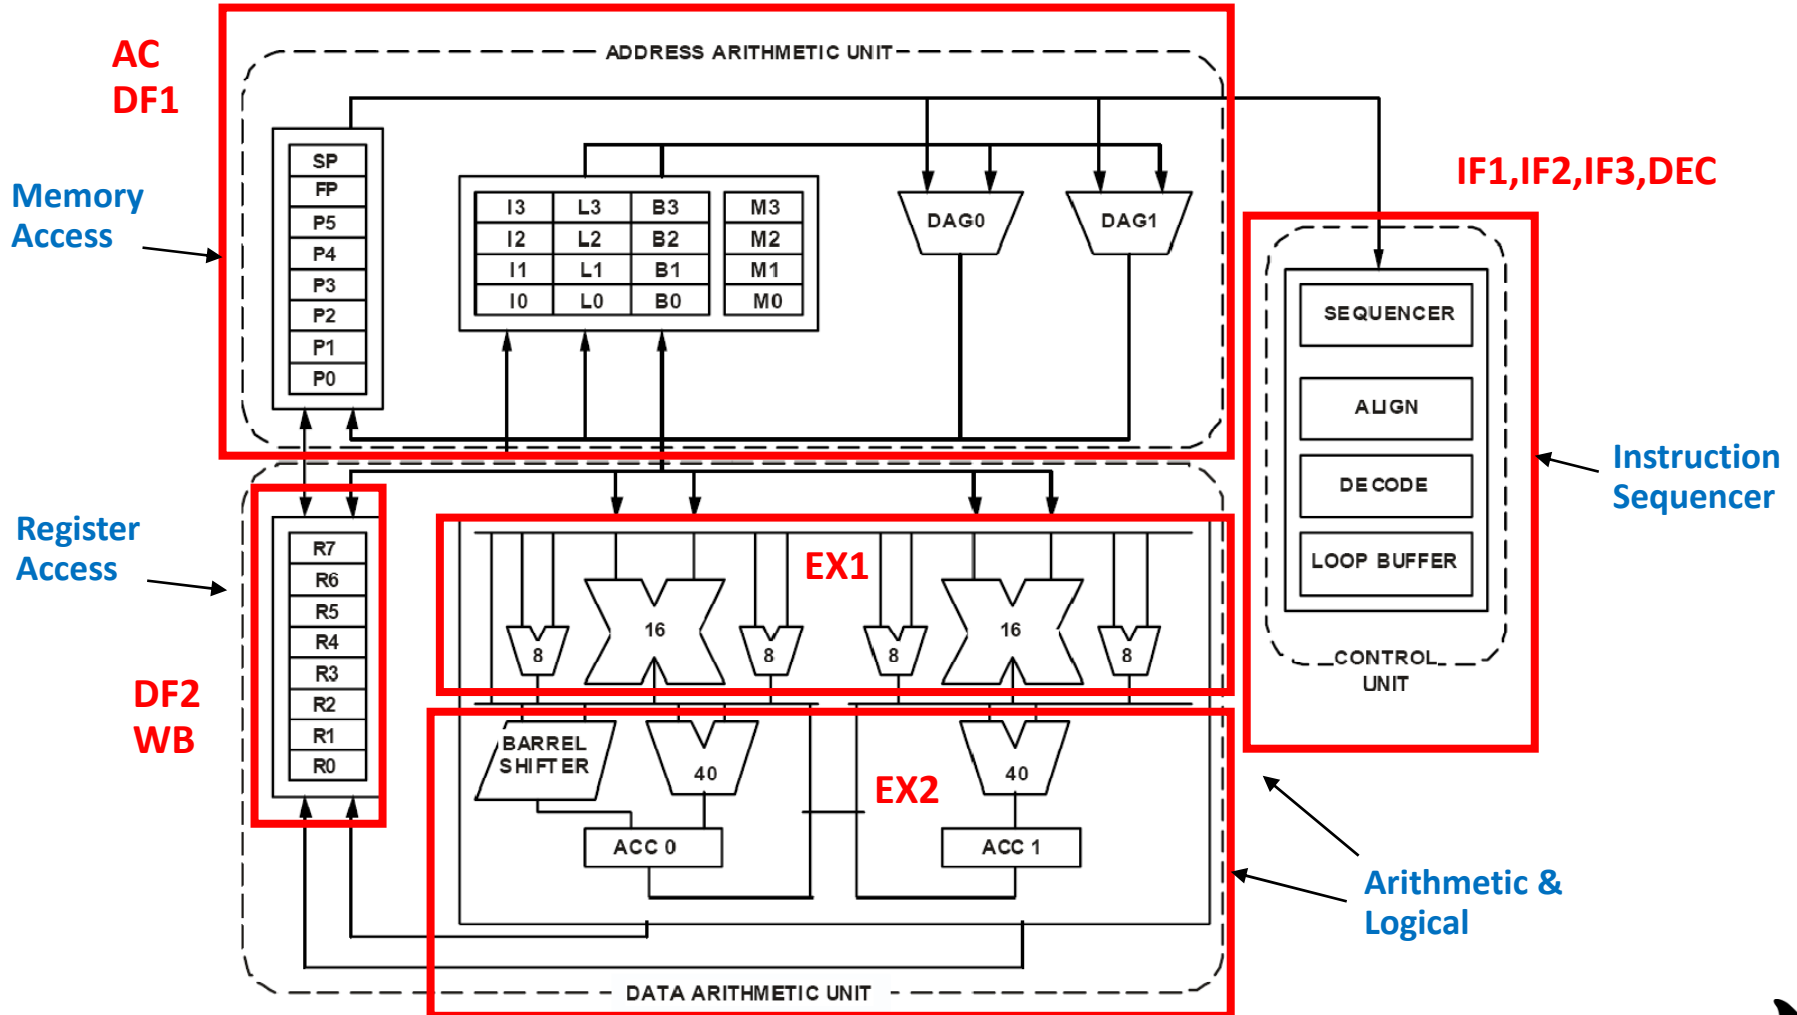 ADDRESS ARITHMETIC UNIT
AC
DF1
Memory
Access
SP
FP
P5
P4
P3
P2
P1
P0
I3 L3 B3 M3
I2 L2 B2 M2
I1 L1 B1 M1
I0 L0 B0 M0
DAG0
DAG1
IF1,IF2,IF3,DEC
SEQUENCER
ALIGN
DECODE
LOOP BUFFER
CONTROL
UNIT
Instruction
Sequencer
Register
Access
R7
R6
R5
R4
R3
R2
R1
R0
DF2
WB
EX1
8
16
8
8
16
8
BARREL
SHIFTER
40
40
EX2
ACC 0
ACC 1
Arithmetic &
Logical
DATA ARITHMETIC UNIT